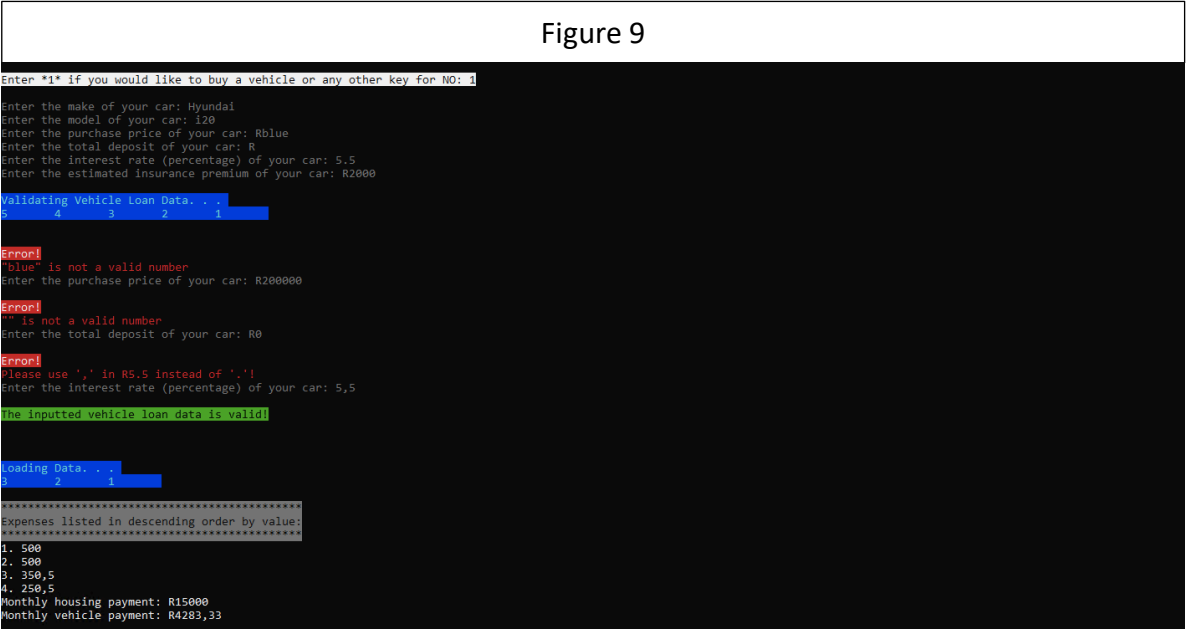 Figure 9
Enter *1* if you would like to buy a vehicle or any other key for NO: 1
Enter the make of your car: Hyundai
Enter the model of your car: i20
Enter the purchase price of your car: Rblue
Enter the total deposit of your car: R
Enter the interest rate (percentage) of your car: 5.5
Enter the estimated insurance premium of your car: R2000
Validating Vehicle Loan Data. . .
5 4 3 2 1
Error!
"blue" is not a valid number
Enter the purchase price of your car: R200000
Error!
"" is not a valid number
Enter the total deposit of your car: R0
Error!
Please use ',' in R5.5 instead of '.'!
Enter the interest rate (percentage) of your car: 5,5
The inputted vehicle loan data is valid!
Loading Data. . .
3 2 1
*********************************************
Expenses listed in descending order by value:
*********************************************
1. 500
2. 500
3. 350,5
4. 250,5
Monthly housing payment: R15000
Monthly vehicle payment: R4283,33